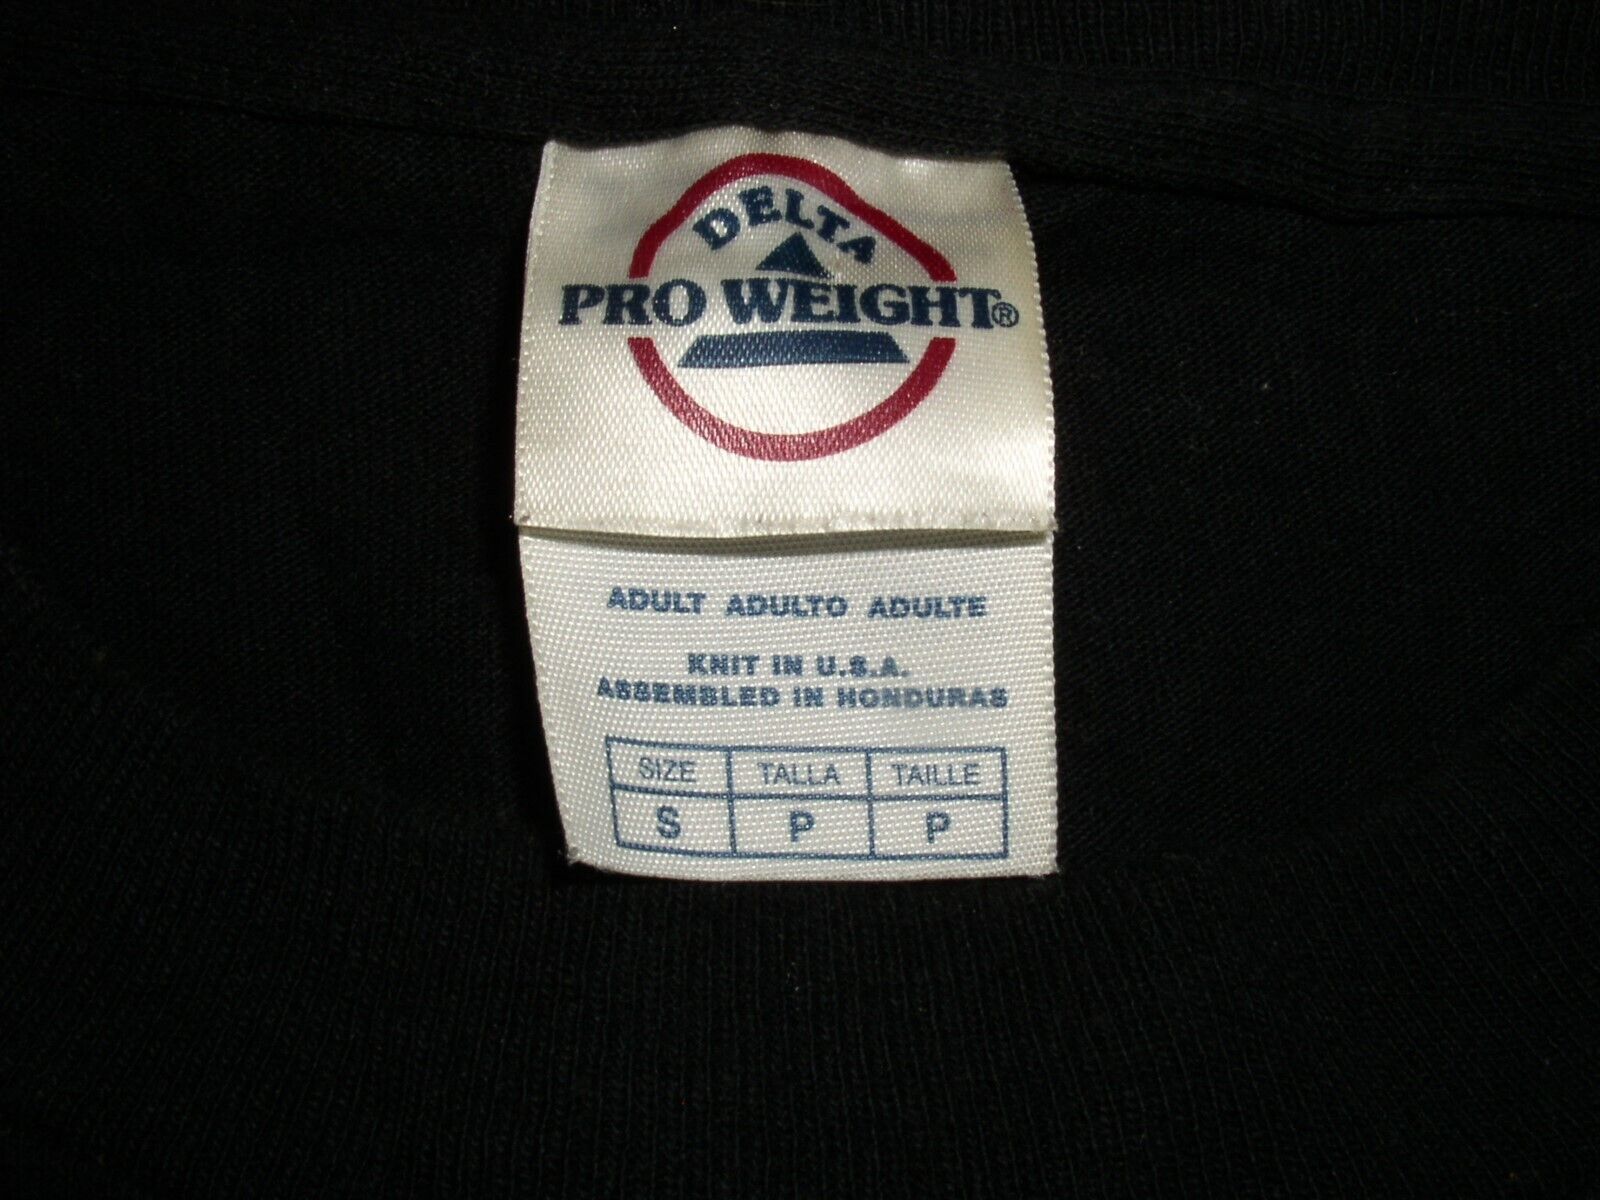 DELTA
PRO WEIGHT®
ADULT ADULTO ADULTE
KNIT IN U.S.A.
ASSEMBLED IN HONDURAS
SIZE TALLA TAILLE
S P P